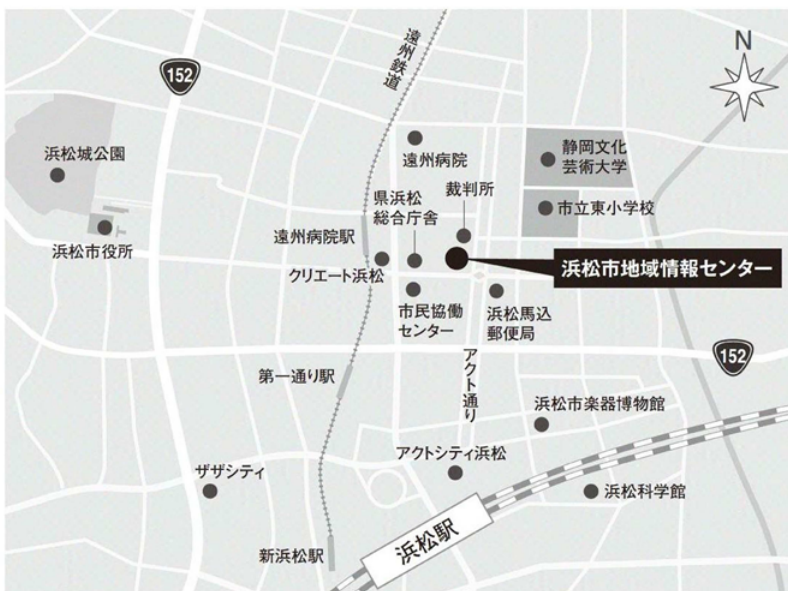 N
遠州鉄道
152
浜松城公園
遠州病院
静岡文化
芸術大学
裁判所
県浜松
総合庁舎
市立東小学校
遠州病院駅
浜松市役所
クリエート浜松
浜松市地域情報センター
市民協働
センター
浜松馬込
郵便局
152
第一通り駅
アクト通り
浜松市楽器博物館
アクトシティ浜松
ザザシティ
浜松科学館
浜松駅
新浜松駅